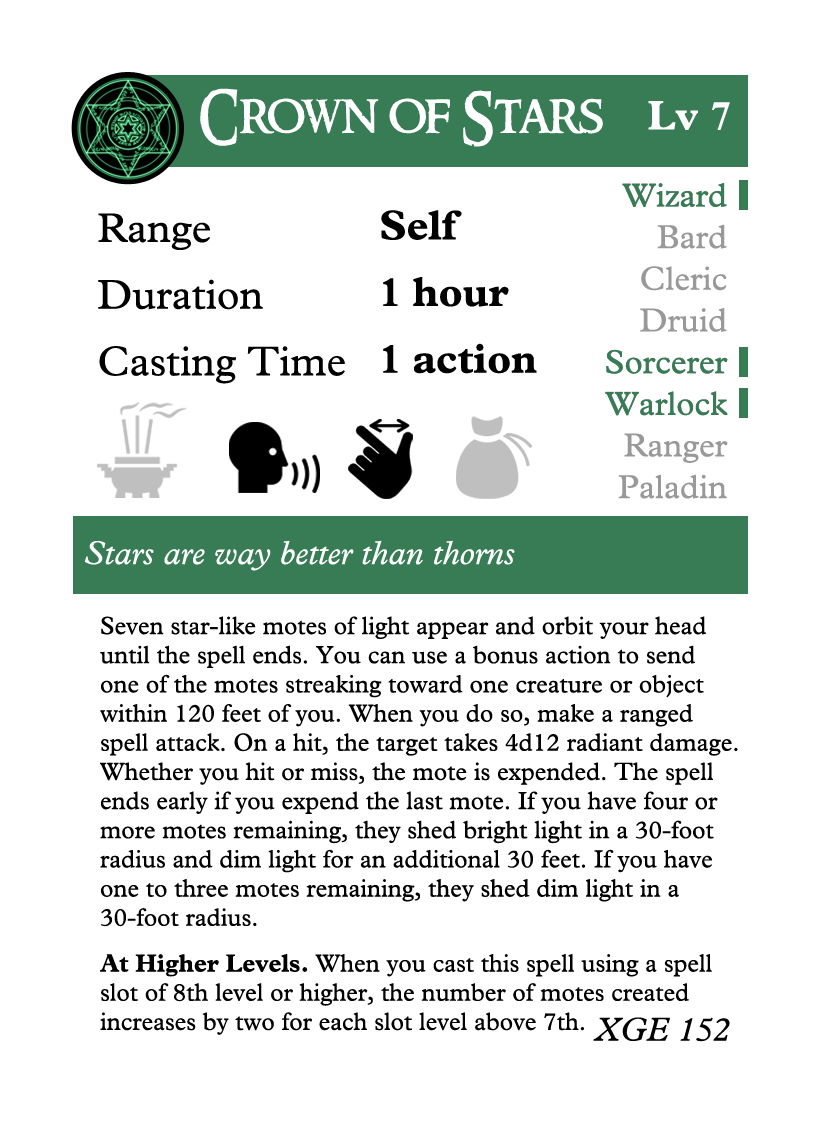 CROWN OF STARS Lv 7
Range Self
Duration 1 hour
Casting Time 1 action
Wizard
Bard
Cleric
Druid
Sorcerer
Warlock
Ranger
Paladin
Stars are way better than thorns
Seven star-like motes of light appear and orbit your head
until the spell ends. You can use a bonus action to send
one of the motes streaking toward one creature or object
within 120 feet of you. When you do so, make a ranged
spell attack. On a hit, the target takes 4d12 radiant damage.
Whether you hit or miss, the mote is expended. The spell
ends early if you expend the last mote. If you have four or
more motes remaining, they shed bright light in a 30-foot
radius and dim light for an additional 30 feet. If you have
one to three motes remaining, they shed dim light in a
30-foot radius.
At Higher Levels. When you cast this spell using a spell
slot of 8th level or higher, the number of motes created
increases by two for each slot level above 7th. XGE 152